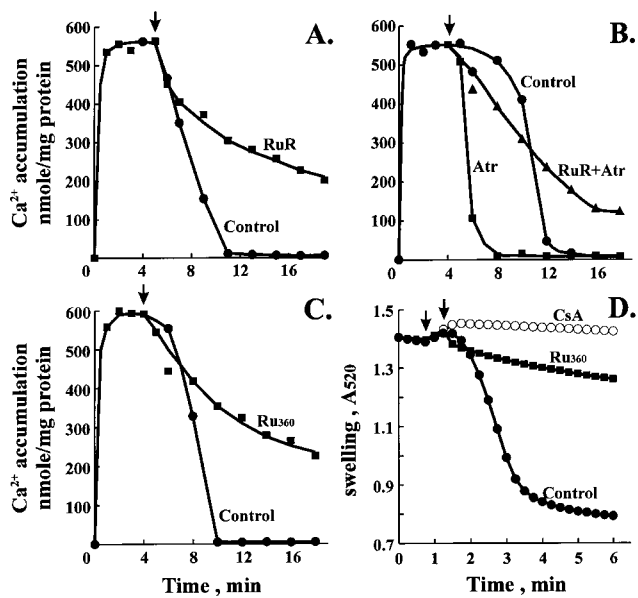 A.
Ca²⁺ accumulation
nmole/mg protein
600
500
400
300
200
100
0
4
8
12
16
RuR
Control
B.
600
500
400
300
200
100
0
4
8
12
16
Control
Atr
RuR+Atr
C.
Ca²⁺ accumulation
nmole/mg protein
600
500
400
300
200
100
0
4
8
12
16
Ru₃₆₀
Control
Time , min
D.
swelling , A₅₂₀
1.5
1.3
1.1
0.9
0.7
0
1
2
3
4
5
6
CsA
Ru₃₆₀
Control
Time , min